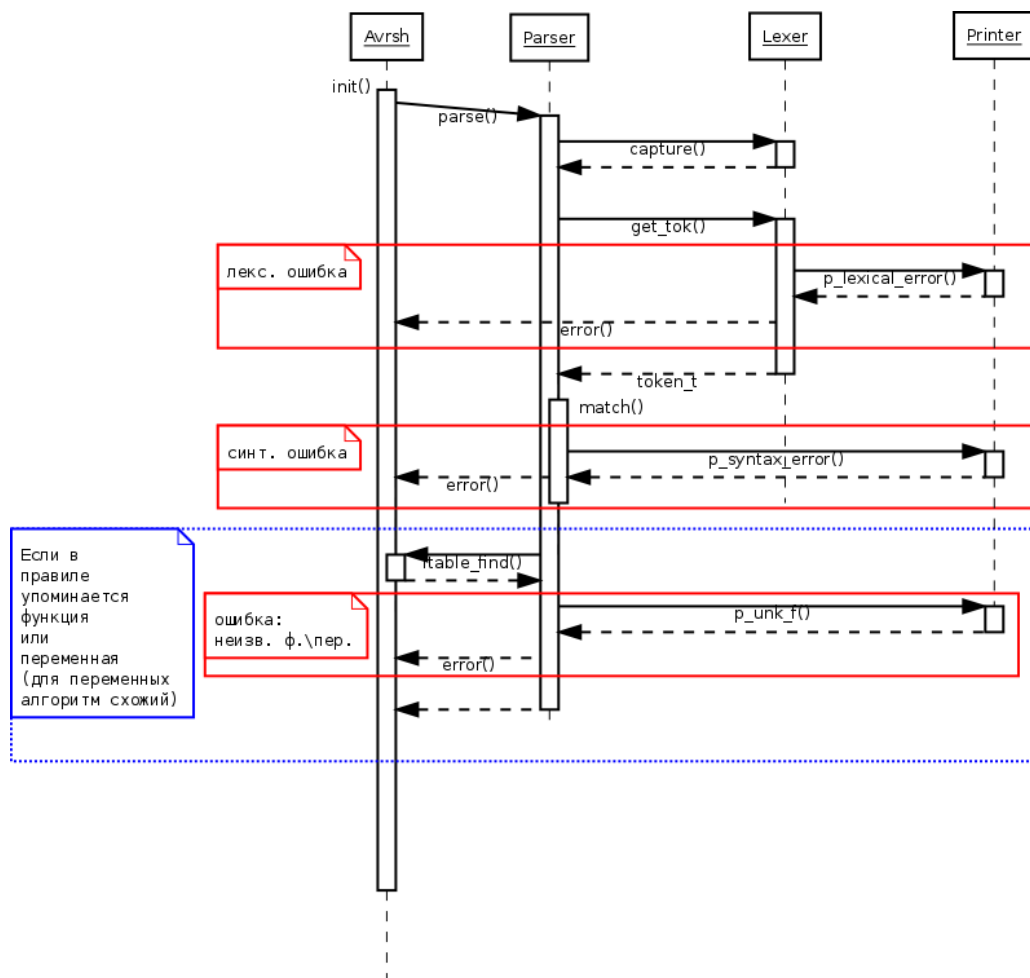 Avrsh
Parser
Lexer
Printer
init()
parse()
capture()
get_tok()
лекс. ошибка
p_lexical_error()
error()
token_t
match()
синт. ошибка
p_syntax_error()
error()
Если в
правиле
упоминается
функция
или
переменная
(для переменных
алгоритм схожий)
ftable_find()
ошибка:
неизв. ф.\пер.
p_unk_f()
error()